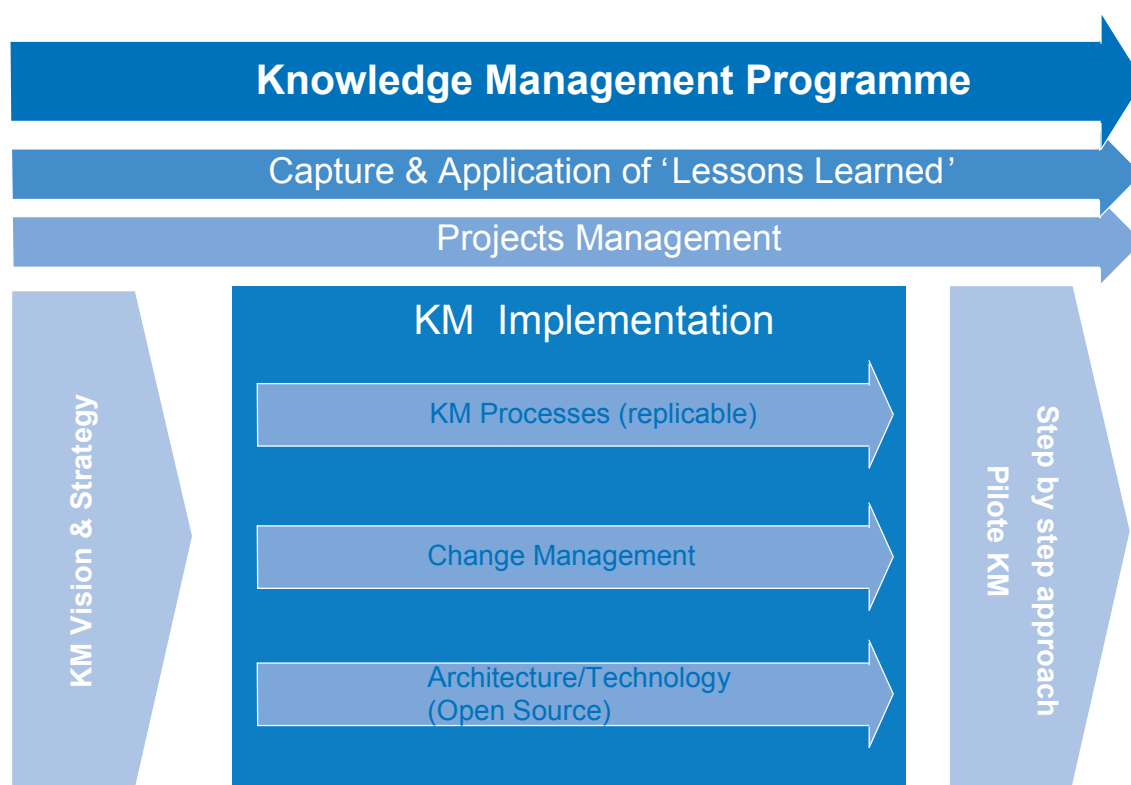 Knowledge Management Programme
Capture & Application of ‘Lessons Learned’
Projects Management
KM Vision & Strategy
KM Implementation
KM Processes (replicable)
Change Management
Architecture/Technology
(Open Source)
Step by step approach
Pilote KM